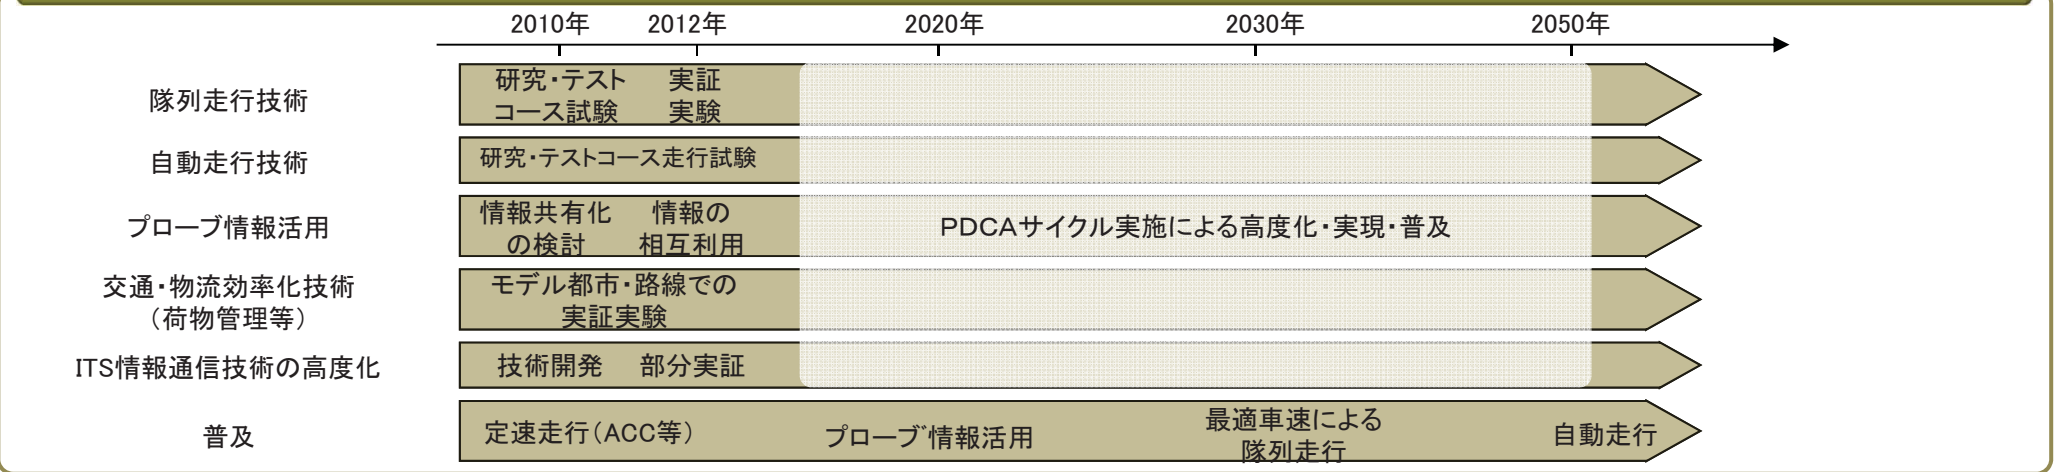 2010年 2012年 2020年 2030年 2050年
隊列走行技術
研究・テスト
コース試験
実証
実験
自動走行技術
研究・テストコース走行試験
プローブ情報活用
情報共有化
の検討
情報の
相互利用
PDCAサイクル実施による高度化・実現・普及
交通・物流効率化技術
（荷物管理等）
モデル都市・路線での
実証実験
ITS情報通信技術の高度化
技術開発 部分実証
普及
定速走行（ACC等）
プローブ情報活用
最適車速による
隊列走行
自動走行